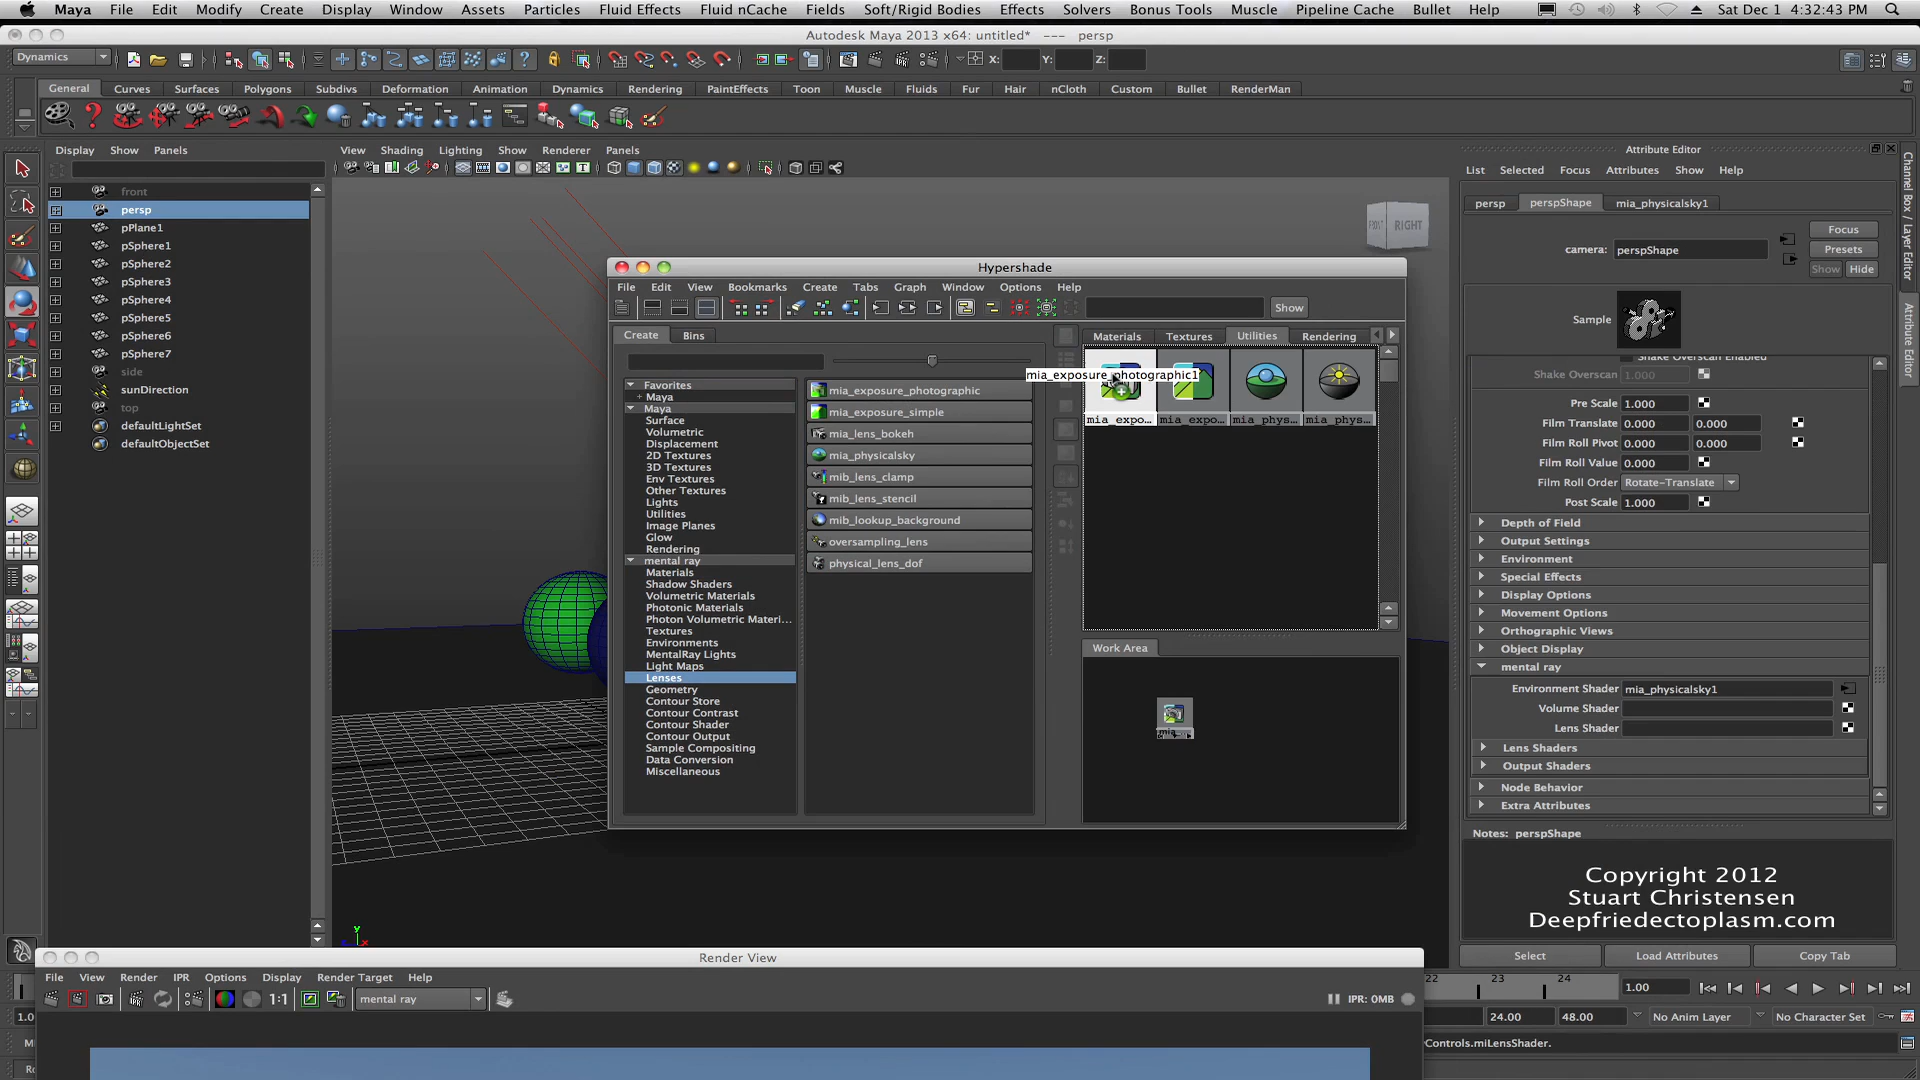 Maya File Edit Modify Create Display Window Assets Particles Fluid Effects Fluid nCache Fields Soft/Rigid Bodies Effects Solvers Bonus Tools Muscle Pipeline Cache Bullet Help Sat Dec 1 4:32:43 PM
Autodesk Maya 2013 x64: untitled* --- persp
Dynamics X: Y: Z:
General Curves Surfaces Polygons Subdivs Deformation Animation Dynamics Rendering PaintEffects Toon Muscle Fluids Fur Hair nCloth Custom Bullet RenderMan
Display Show Panels
front
persp
pPlane1
pSphere1
pSphere2
pSphere3
pSphere4
pSphere5
pSphere6
pSphere7
side
sunDirection
top
defaultLightSet
defaultObjectSet
View Shading Lighting Show Renderer Panels
RIGHT
Hypershade
File Edit View Bookmarks Create Tabs Graph Window Options Help
Show
Create Bins
Favorites
+ Maya
Maya
Surface
Volumetric
Displacement
2D Textures
3D Textures
Env Textures
Other Textures
Lights
Utilities
Image Planes
Glow
Rendering
mental ray
Materials
Shadow Shaders
Volumetric Materials
Photonic Materials
Photon Volumetric Materi...
Textures
Environments
MentalRay Lights
Light Maps
Lenses
Geometry
Contour Store
Contour Contrast
Contour Shader
Contour Output
Sample Compositing
Data Conversion
Miscellaneous
mia_exposure_photographic
mia_exposure_simple
mia_lens_bokeh
mia_physicalsky
mib_lens_clamp
mib_lens_stencil
mib_lookup_background
oversampling_lens
physical_lens_dof
Materials Textures Utilities Rendering
mia_exposure_photographic1
mia_expo... mia_expo... mia_phys... mia_phys...
Work Area
Attribute Editor
List Selected Focus Attributes Show Help
persp perspShape mia_physicalsky1
Focus
camera: perspShape Presets
Show Hide
Sample
Shake Overscan Enabled
Shake Overscan 1.000
Pre Scale 1.000
Film Translate 0.000 0.000
Film Roll Pivot 0.000 0.000
Film Roll Value 0.000
Film Roll Order Rotate-Translate
Post Scale 1.000
Depth of Field
Output Settings
Environment
Special Effects
Display Options
Movement Options
Orthographic Views
Object Display
mental ray
Environment Shader mia_physicalsky1
Volume Shader
Lens Shader
Lens Shaders
Output Shaders
Node Behavior
Extra Attributes
Notes: perspShape
Copyright 2012
Stuart Christensen
Deepfriedectoplasm.com
Select Load Attributes Copy Tab
Channel Box / Layer Editor
Attribute Editor
y
x
Render View
File View Render IPR Options Display Render Target Help
1:1 mental ray IPR: 0MB
22 23 24 1.00
24.00 48.00 No Anim Layer No Character Set
Controls.miLensShader.